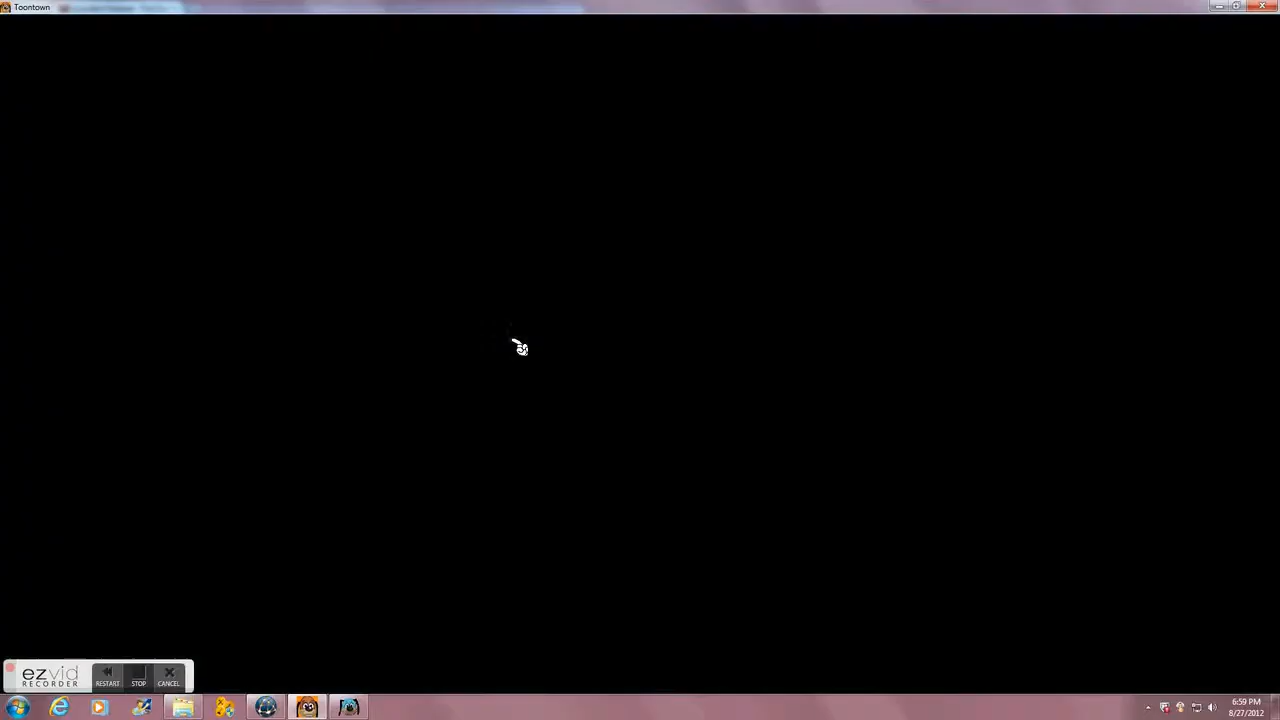 Toontown
ezvid
RECORDER
RESTART
STOP
CANCEL
6:59 PM
8/27/2012